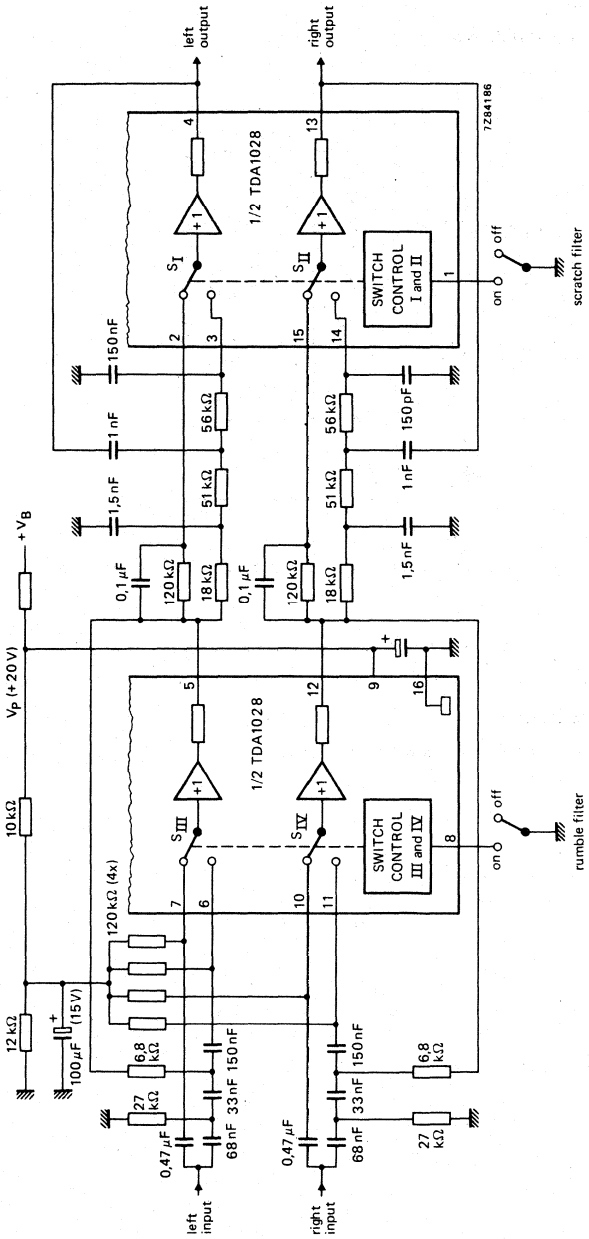 + VB
VP (+ 20 V)
10 kΩ
12 kΩ
100 µF
+
(15V)
120 kΩ (4x)
6,8
kΩ
27
kΩ
0,47 µF
68 nF
33 nF
150 nF
left
input
7
6
SIII
+1
5
1/2 TDA1028
0,1 µF
120 kΩ
18 kΩ
1,5 nF
51 kΩ
1 nF
56 kΩ
150 nF
2
3
SI
+1
4
1/2 TDA1028
left
output
right
input
0,47 µF
68 nF
33 nF
150 nF
27
kΩ
6,8
kΩ
10
11
SIV
+1
12
SWITCH
CONTROL
III and IV
8
9
16
+
on
off
rumble filter
0,1 µF
120 kΩ
18 kΩ
1,5 nF
51 kΩ
1 nF
56 kΩ
150 pF
15
14
SII
+1
13
right
output
SWITCH
CONTROL
I and II
1
on
off
scratch filter
7Z84186